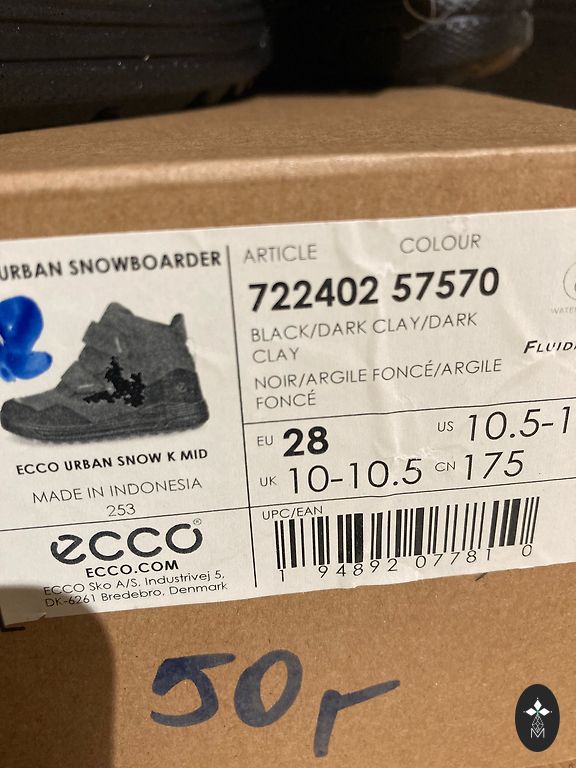 URBAN SNOWBOARDER
ECCO URBAN SNOW K MID
MADE IN INDONESIA
253
ecco®
ECCO.COM
ECCO Sko A/S, Industrivej 5,
DK-6261 Bredebro, Denmark
ARTICLE COLOUR
722402 57570
BLACK/DARK CLAY/DARK
CLAY
NOIR/ARGILE FONCÉ/ARGILE
FONCÉ
EU 28 US 10.5-1
UK 10-10.5 CN 175
UPC/EAN
1 94892 07781 0
50r
M